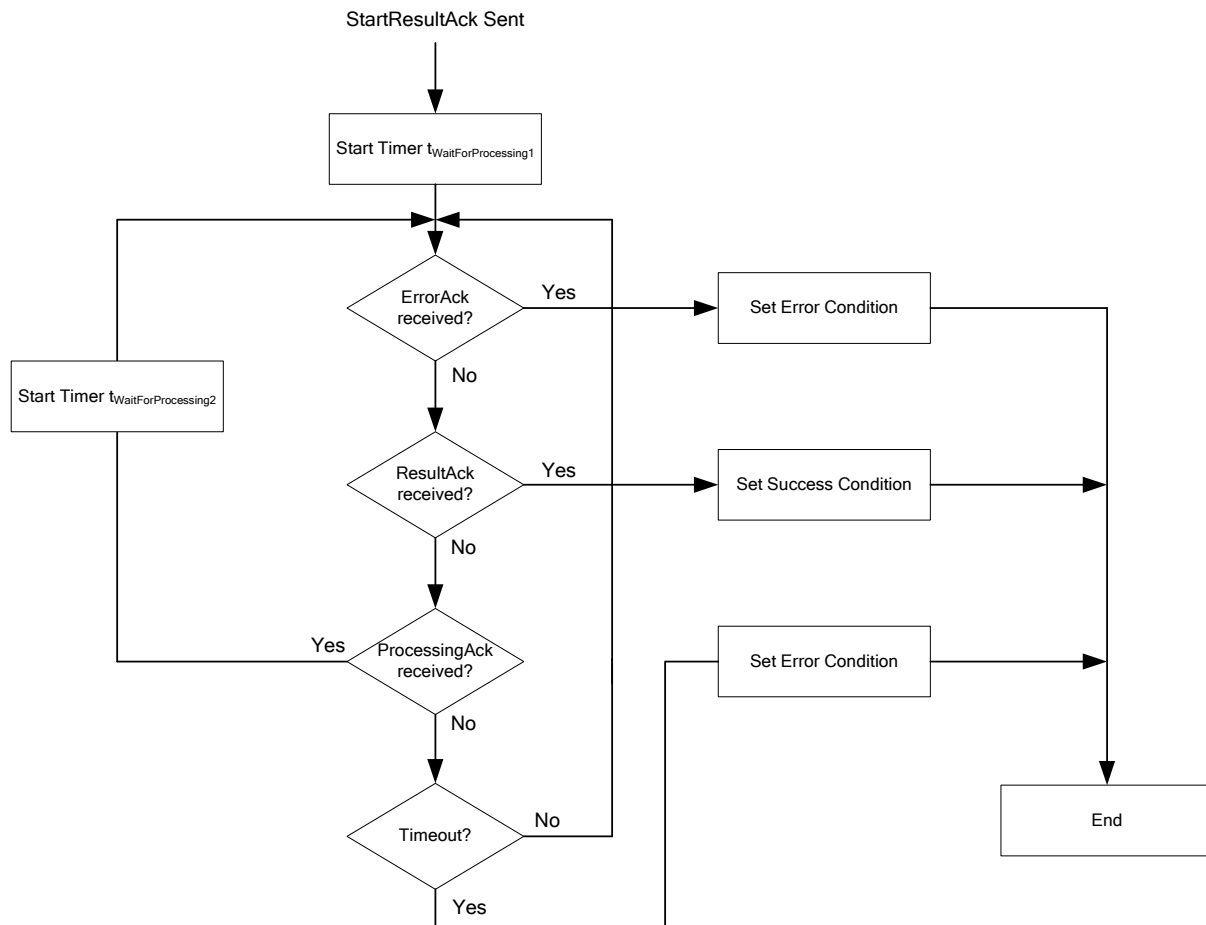 StartResultAck Sent
Start Timer tWaitForProcessing1
ErrorAck
received?
Yes
Set Error Condition
No
Start Timer tWaitForProcessing2
ResultAck
received?
Yes
Set Success Condition
No
Yes
ProcessingAck
received?
Set Error Condition
No
Timeout?
No
End
Yes